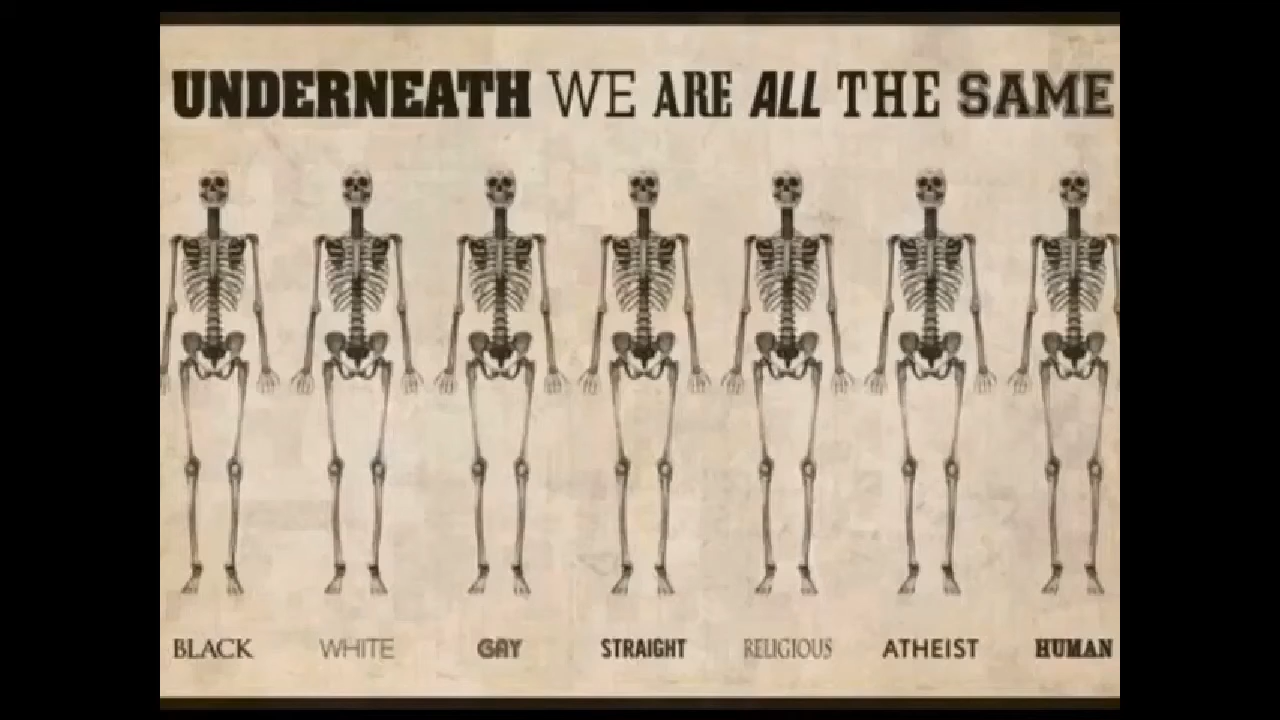 UNDERNEATH WE ARE ALL THE SAME
BLACK WHITE GAY STRAIGHT RELIGIOUS ATHEIST HUMAN